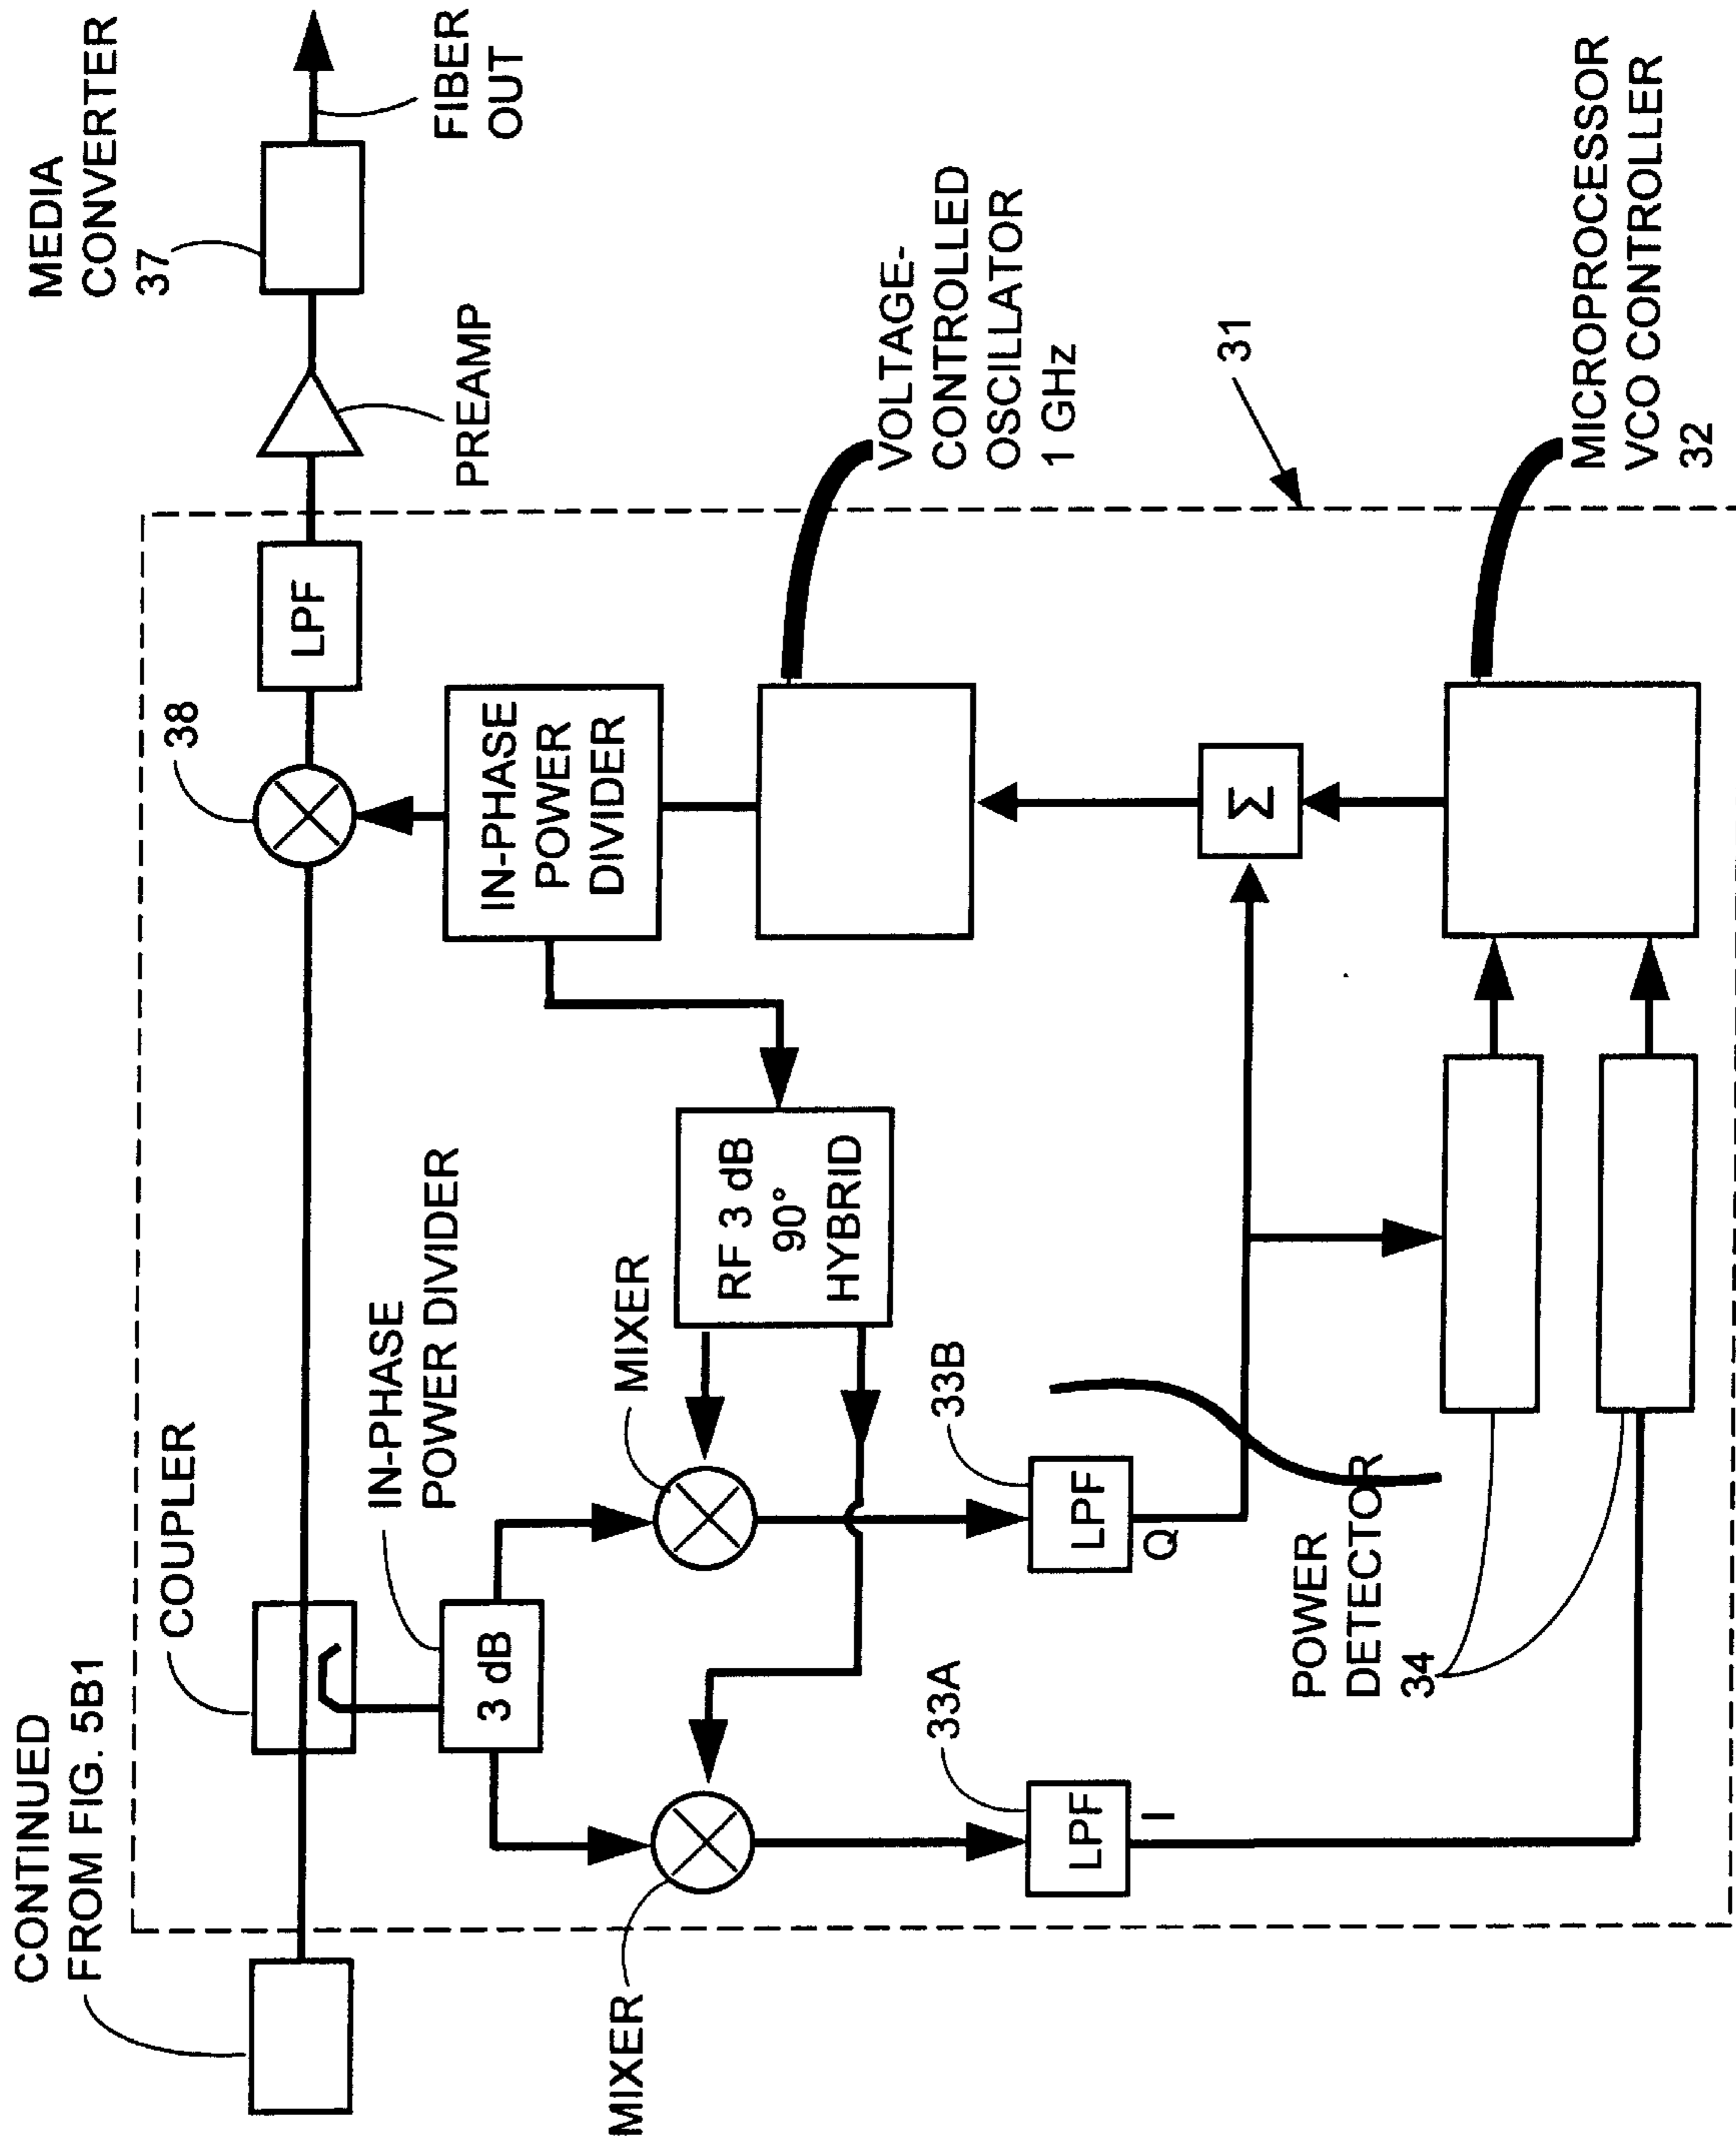 CONTINUED
FROM FIG. 5B1
COUPLER
IN-PHASE
POWER DIVIDER
3 dB
MIXER
MIXER
38
LPF
PREAMP
MEDIA
CONVERTER
37
FIBER
OUT
IN-PHASE
POWER
DIVIDER
RF 3 dB
90°
HYBRID
VOLTAGE-
CONTROLLED
OSCILLATOR
1 GHz
33A
LPF
I
33B
LPF
Q
Σ
31
POWER
DETECTOR
34
MICROPROCESSOR
VCO CONTROLLER
32